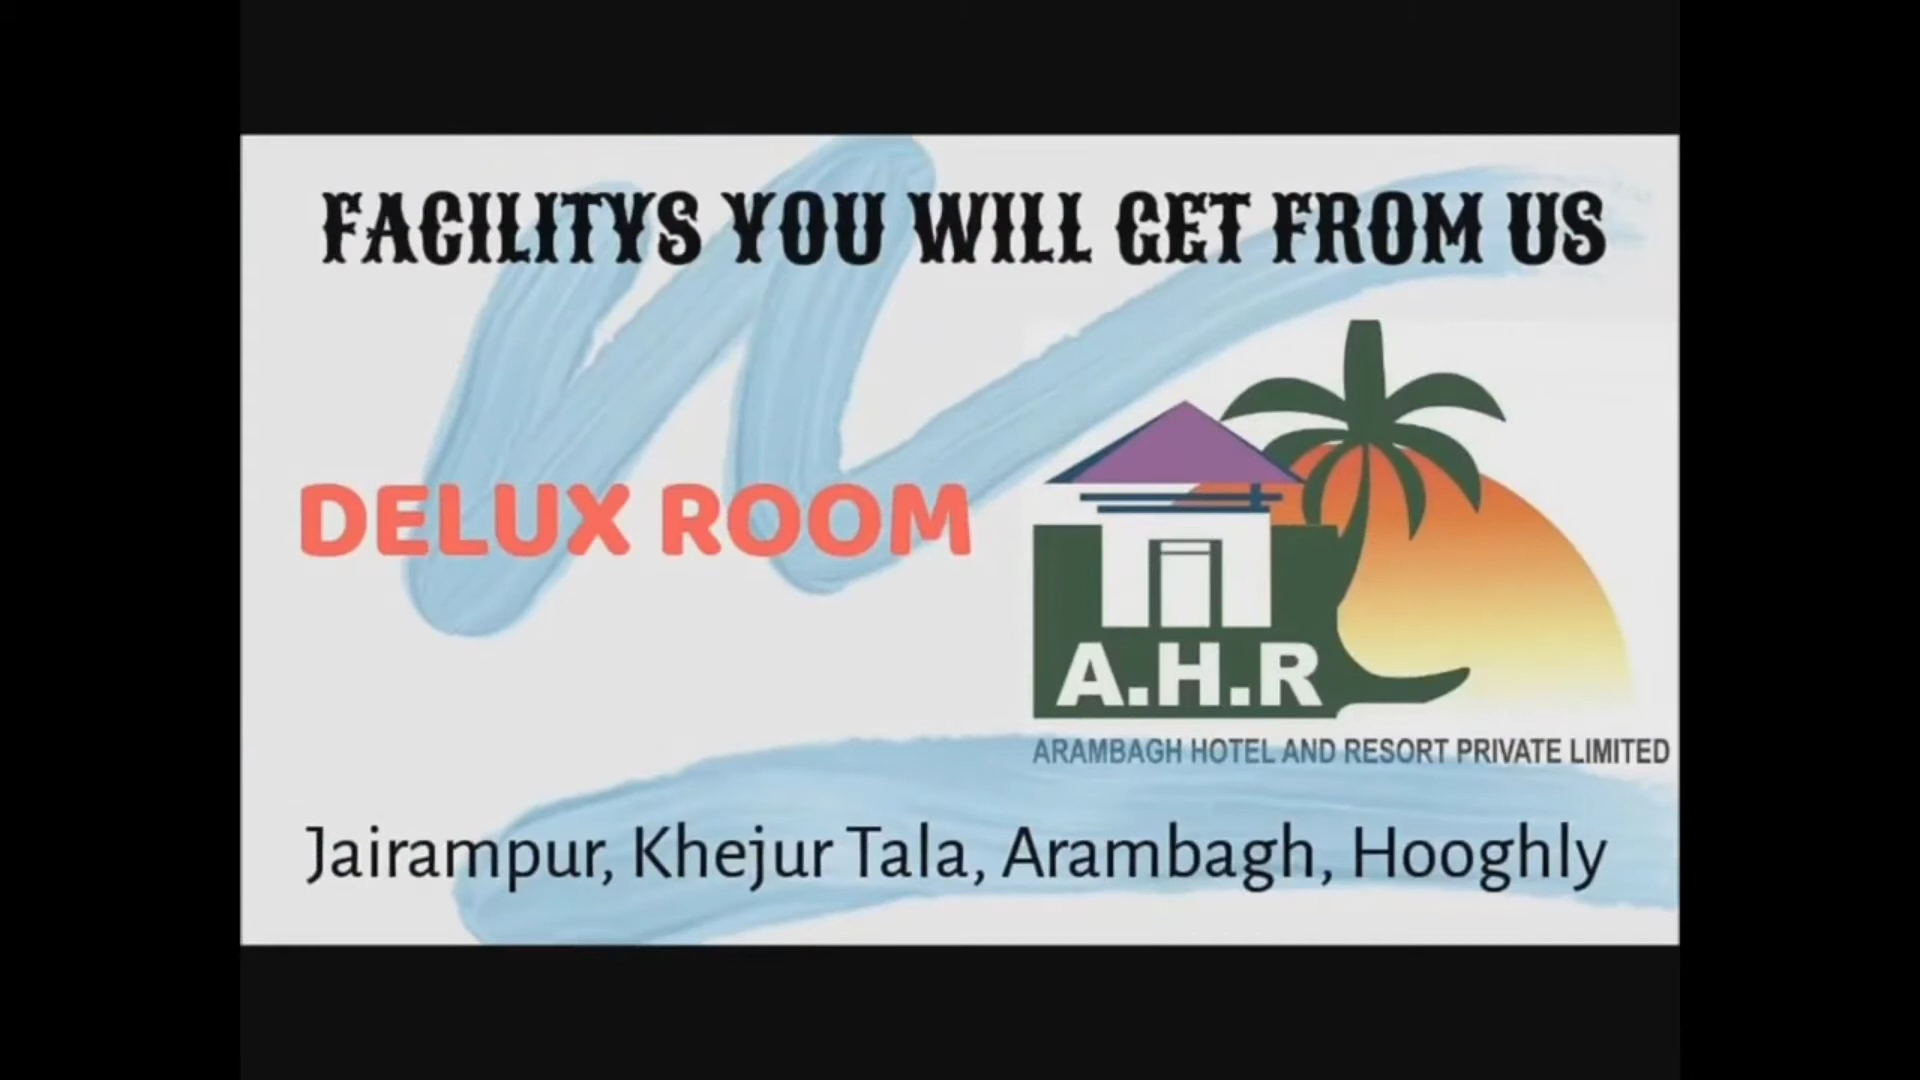 FACILITYS YOU WILL GET FROM US
DELUX ROOM
A.H.R
ARAMBAGH HOTEL AND RESORT PRIVATE LIMITED
Jairampur, Khejur Tala, Arambagh, Hooghly